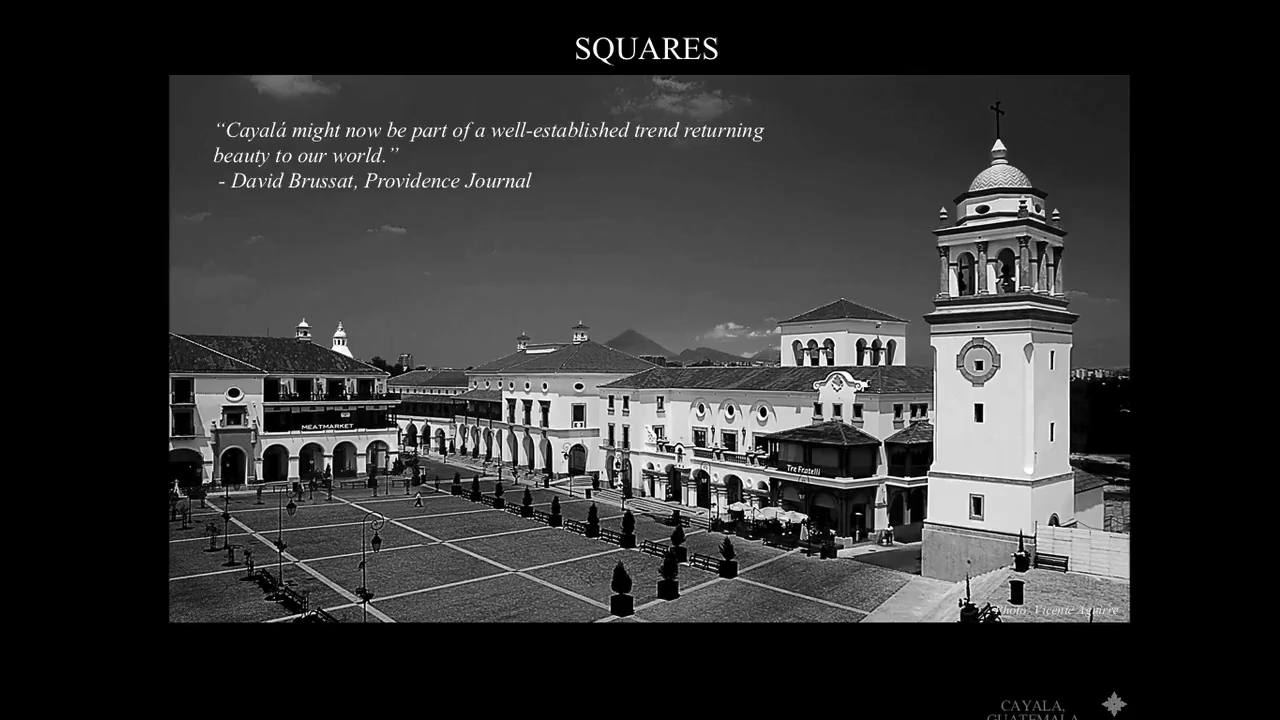 SQUARES
“Cayalá might now be part of a well-established trend returning
beauty to our world.”
- David Brussat, Providence Journal
MEATMARKET
Tre Fratelli
Photo: Vicente Aguirre
CAYALA,
GUATEMALA